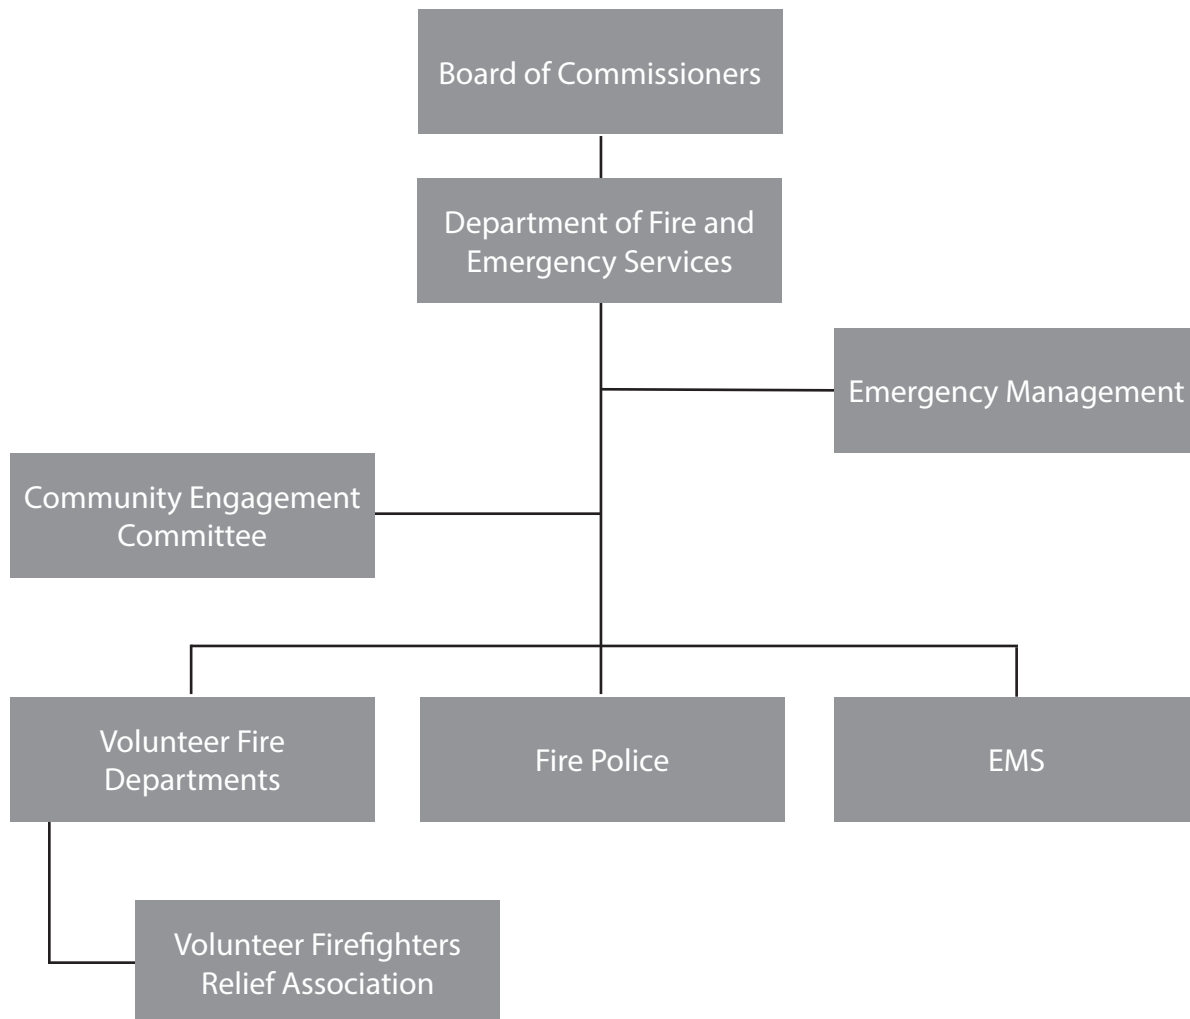 Board of Commissioners
Department of Fire and
Emergency Services
Emergency Management
Community Engagement
Committee
Volunteer Fire
Departments
Fire Police
EMS
Volunteer Firefighters
Relief Association